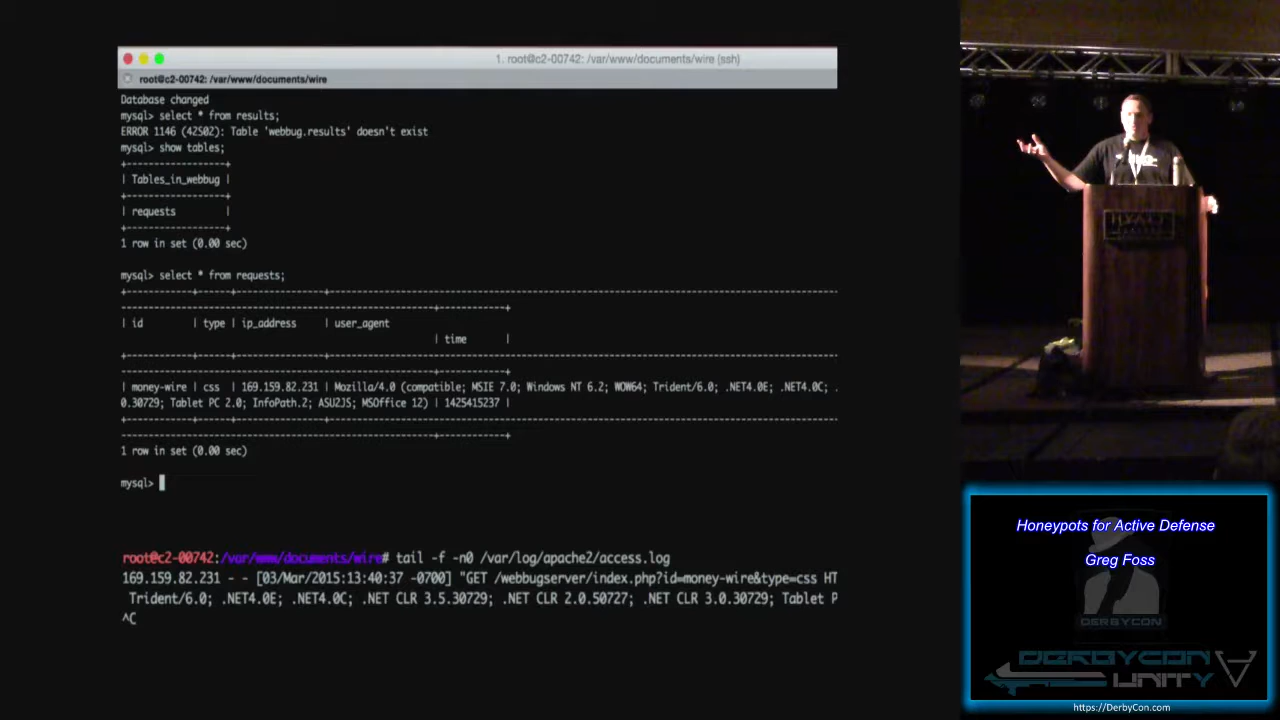 1. root@c2-00742: /var/www/documents/wire (ssh)
root@c2-00742: /var/www/documents/wire
Database changed
mysql> select * from results;
ERROR 1146 (42S02): Table 'webbug.results' doesn't exist
mysql> show tables;
+------------------+
| Tables_in_webbug |
+------------------+
| requests         |
+------------------+
1 row in set (0.00 sec)
mysql> select * from requests;
| id | type | ip_address | user_agent
| time |
| money-wire | css | 169.159.82.231 | Mozilla/4.0 (compatible; MSIE 7.0; Windows NT 6.2; WOW64; Trident/6.0; .NET4.0E; .NET4.0C; .
0.30729; Tablet PC 2.0; InfoPath.2; ASU2JS; MSOffice 12) | 1425415237 |
1 row in set (0.00 sec)
mysql>
root@c2-00742:/var/www/documents/wire# tail -f -n0 /var/log/apache2/access.log
169.159.82.231 - - [03/Mar/2015:13:40:37 -0700] "GET /webbugserver/index.php?id=money-wire&type=css HT
Trident/6.0; .NET4.0E; .NET4.0C; .NET CLR 3.5.30729; .NET CLR 2.0.50727; .NET CLR 3.0.30729; Tablet P
^C
HYATT
Honeypots for Active Defense
Greg Foss
DERBYCON
DERBYCON
UNITY
https://DerbyCon.com